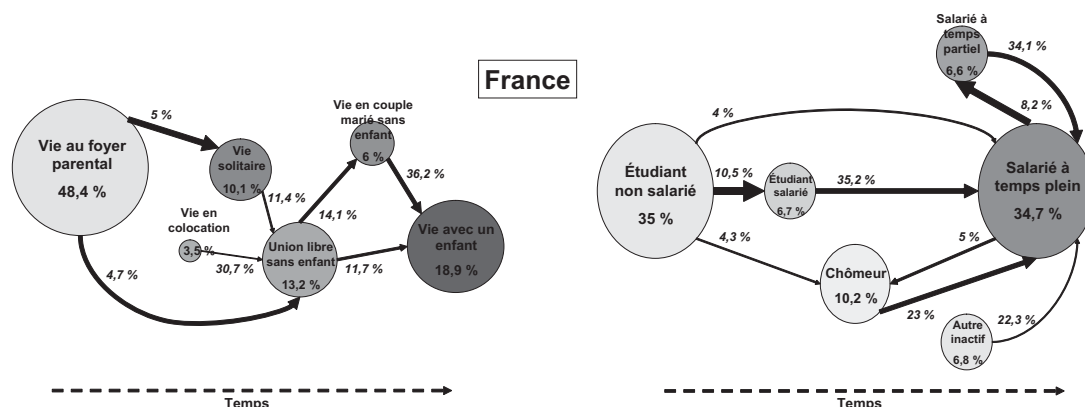 France
Vie au foyer
parental
48,4 %
5 %
Vie
solitaire
10,1 %
Vie en couple
marié sans
enfant
6 %
36,2 %
11,4 %
14,1 %
Vie en
colocation
3,5 %
30,7 %
Union libre
sans enfant
13,2 %
11,7 %
Vie avec un
enfant
18,9 %
4,7 %
Temps
Salarié à
temps
partiel
6,6 %
34,1 %
8,2 %
4 %
Étudiant
non salarié
35 %
10,5 %
Étudiant
salarié
6,7 %
35,2 %
Salarié à
temps plein
34,7 %
4,3 %
5 %
Chômeur
10,2 %
23 %
Autre
inactif
6,8 %
22,3 %
Temps